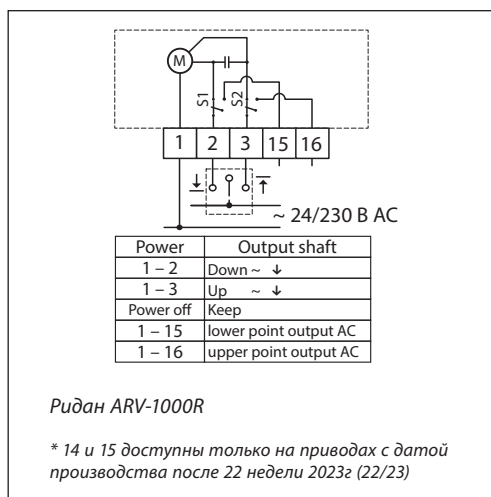 M
S1
S2
1 2 3 15 16
~ 24/230 В AC
Power Output shaft
1 – 2 Down ~ ↓
1 – 3 Up ~ ↓
Power off Keep
1 – 15 lower point output AC
1 – 16 upper point output AC
Ридан ARV-1000R
* 14 и 15 доступны только на приводах с датой
производства после 22 недели 2023г (22/23)